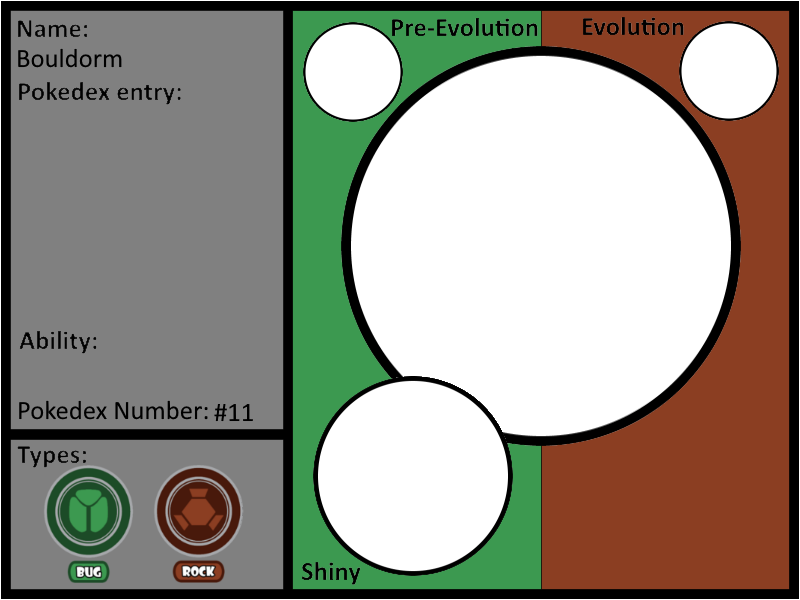 Name:
Bouldorm
Pokedex entry:
Ability:
Pokedex Number: #11
Types:
BUG
ROCK
Pre-Evolution
Evolution
Shiny